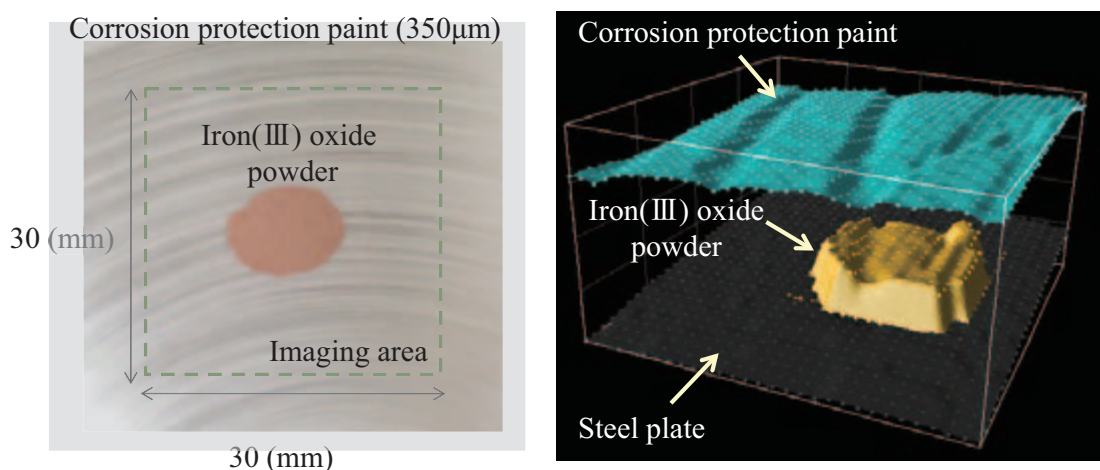 Corrosion protection paint (350μm)
Iron(Ⅲ) oxide
powder
30 (mm)
Imaging area
30 (mm)
Corrosion protection paint
Iron(Ⅲ) oxide
powder
Steel plate